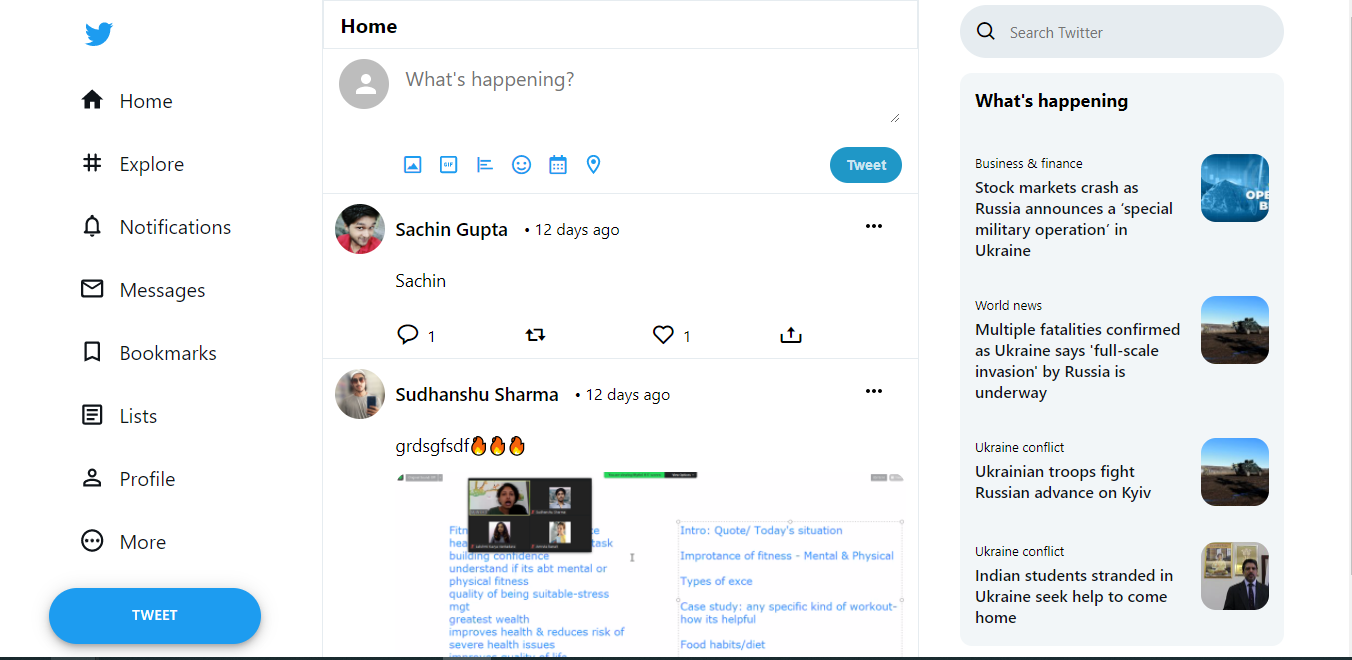 Home
Explore
Notifications
Messages
Bookmarks
Lists
Profile
More
TWEET
Home
What's happening?
GIF
Tweet
Sachin Gupta • 12 days ago
Sachin
1 1
Sudhanshu Sharma • 12 days ago
grdsgfsdf🔥🔥🔥
task
building confidence
understand if its abt mental or
physical fitness
quality of being suitable-stress
mgt
greatest wealth
improves health & reduces risk of
severe health issues
improves quality of life
Intro: Quote/ Today's situation
Improtance of fitness - Mental & Physical
Types of exce
Case study: any specific kind of workout-
how its helpful
Food habits/diet
Search Twitter
What's happening
Business & finance
Stock markets crash as
Russia announces a ‘special
military operation’ in
Ukraine
World news
Multiple fatalities confirmed
as Ukraine says 'full-scale
invasion' by Russia is
underway
Ukraine conflict
Ukrainian troops fight
Russian advance on Kyiv
Ukraine conflict
Indian students stranded in
Ukraine seek help to come
home